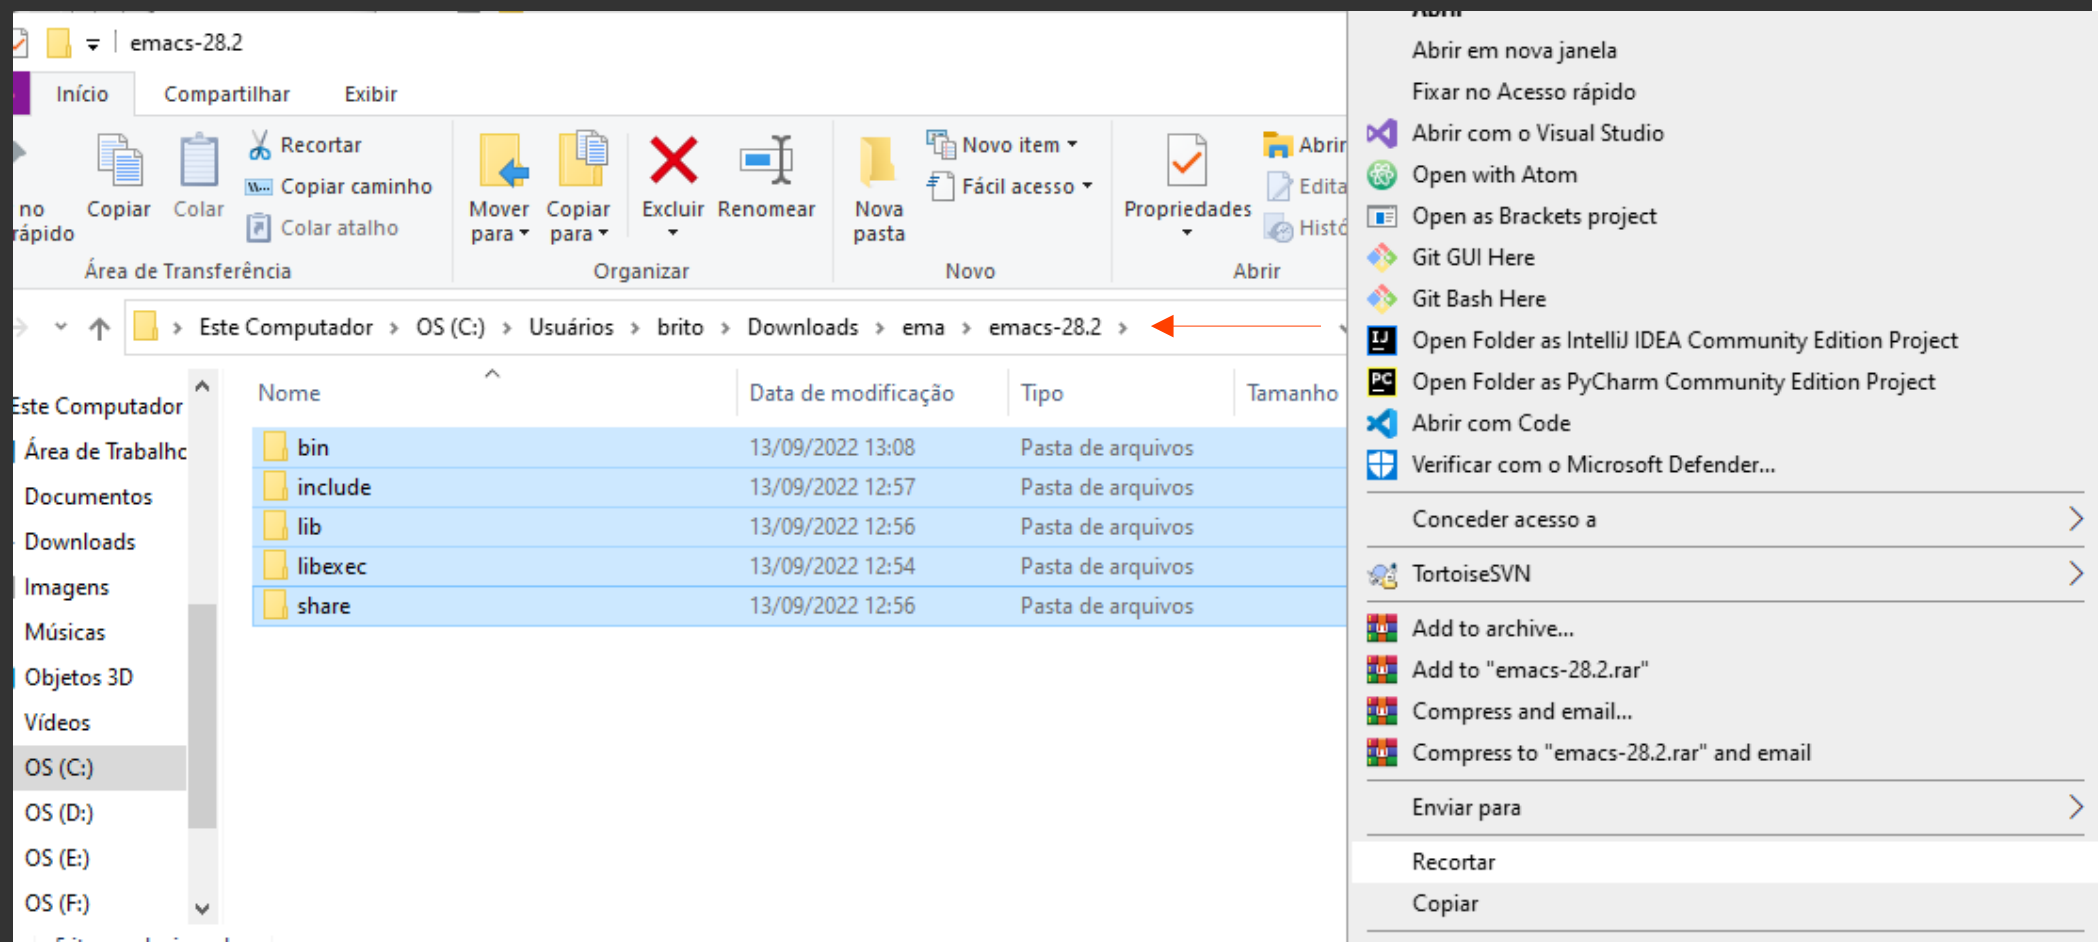 emacs-28.2
Início Compartilhar Exibir
no
rápido
Copiar
Colar
Recortar
Copiar caminho
Colar atalho
Área de Transferência
Mover
para
Copiar
para
Excluir
Renomear
Organizar
Nova
pasta
Novo item
Fácil acesso
Novo
Propriedades
Abrir
Edita
Histó
Abrir
Este Computador > OS (C:) > Usuários > brito > Downloads > ema > emacs-28.2 >
Este Computador
Área de Trabalho
Documentos
Downloads
Imagens
Músicas
Objetos 3D
Vídeos
OS (C:)
OS (D:)
OS (E:)
OS (F:)
Nome Data de modificação Tipo Tamanho
bin 13/09/2022 13:08 Pasta de arquivos
include 13/09/2022 12:57 Pasta de arquivos
lib 13/09/2022 12:56 Pasta de arquivos
libexec 13/09/2022 12:54 Pasta de arquivos
share 13/09/2022 12:56 Pasta de arquivos
Abrir
Abrir em nova janela
Fixar no Acesso rápido
Abrir com o Visual Studio
Open with Atom
Open as Brackets project
Git GUI Here
Git Bash Here
Open Folder as IntelliJ IDEA Community Edition Project
Open Folder as PyCharm Community Edition Project
Abrir com Code
Verificar com o Microsoft Defender...
Conceder acesso a
TortoiseSVN
Add to archive...
Add to "emacs-28.2.rar"
Compress and email...
Compress to "emacs-28.2.rar" and email
Enviar para
Recortar
Copiar